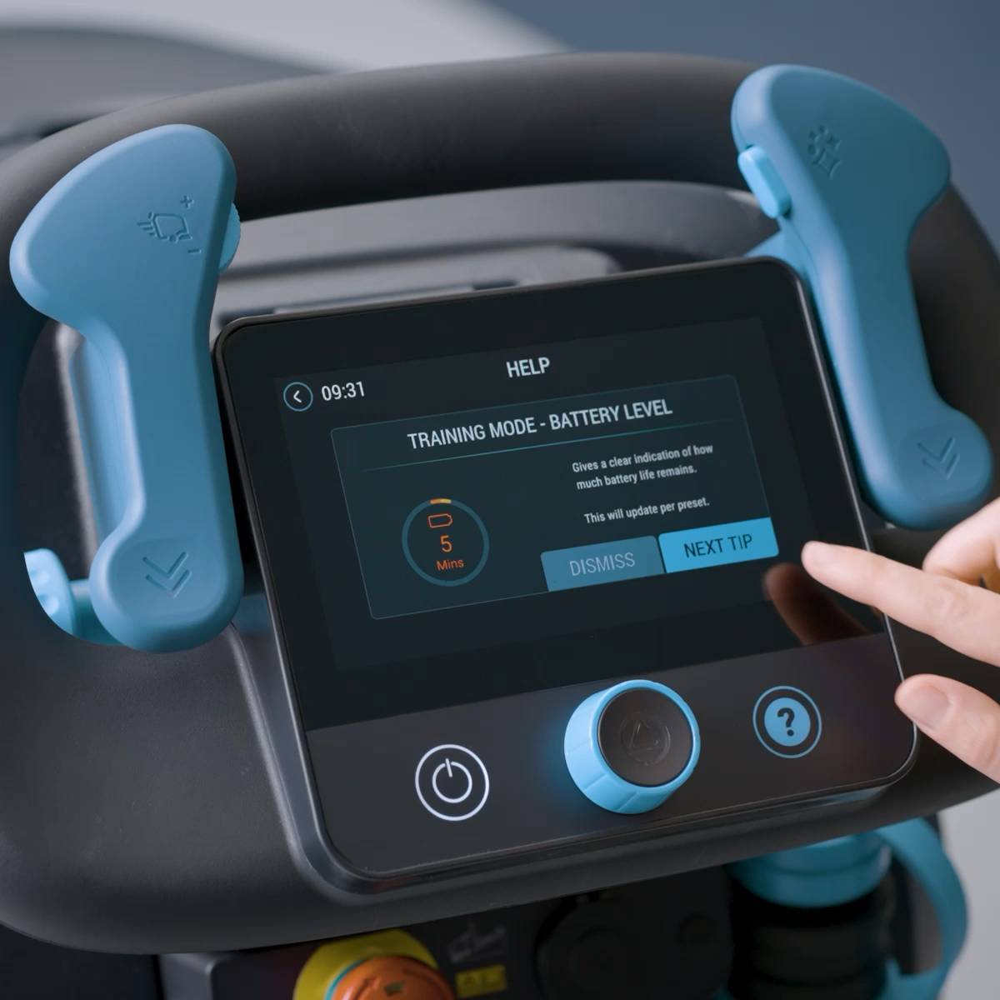 HELP
09:31
TRAINING MODE - BATTERY LEVEL
Gives a clear indication of how
much battery life remains.
This will update per preset.
5
Mins
DISMISS
NEXT TIP
?